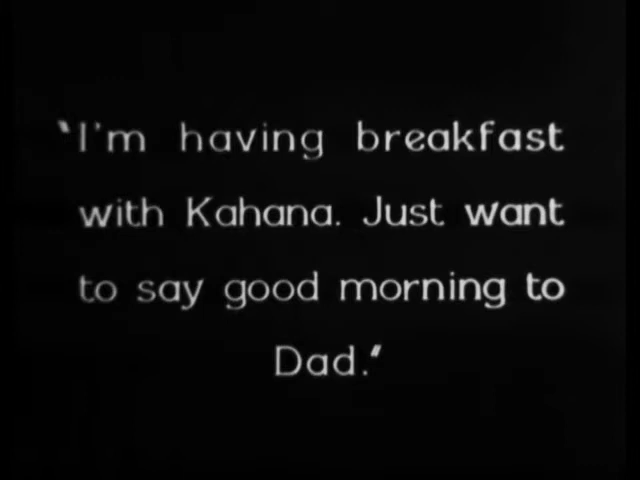 "I'm having breakfast
with Kahana. Just want
to say good morning to
Dad."